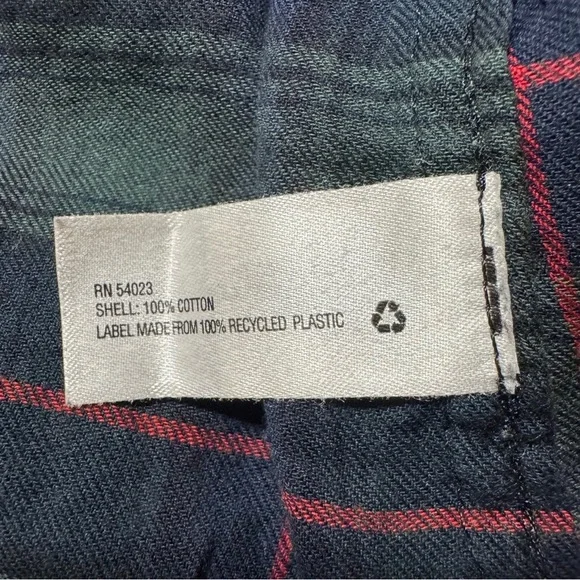 RN 54023
SHELL: 100% COTTON
LABEL MADE FROM 100% RECYCLED PLASTIC